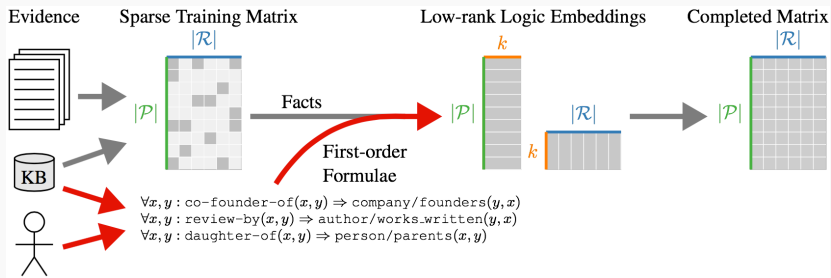 Evidence
Sparse Training Matrix
Low-rank Logic Embeddings
Completed Matrix
|R|
k
|R|
|P|
Facts
|P|
|R|
|P|
k
First-order
Formulae
KB
∀x, y : co-founder-of(x, y) ⇒ company/founders(y, x)
∀x, y : review-by(x, y) ⇒ author/works_written(y, x)
∀x, y : daughter-of(x, y) ⇒ person/parents(x, y)